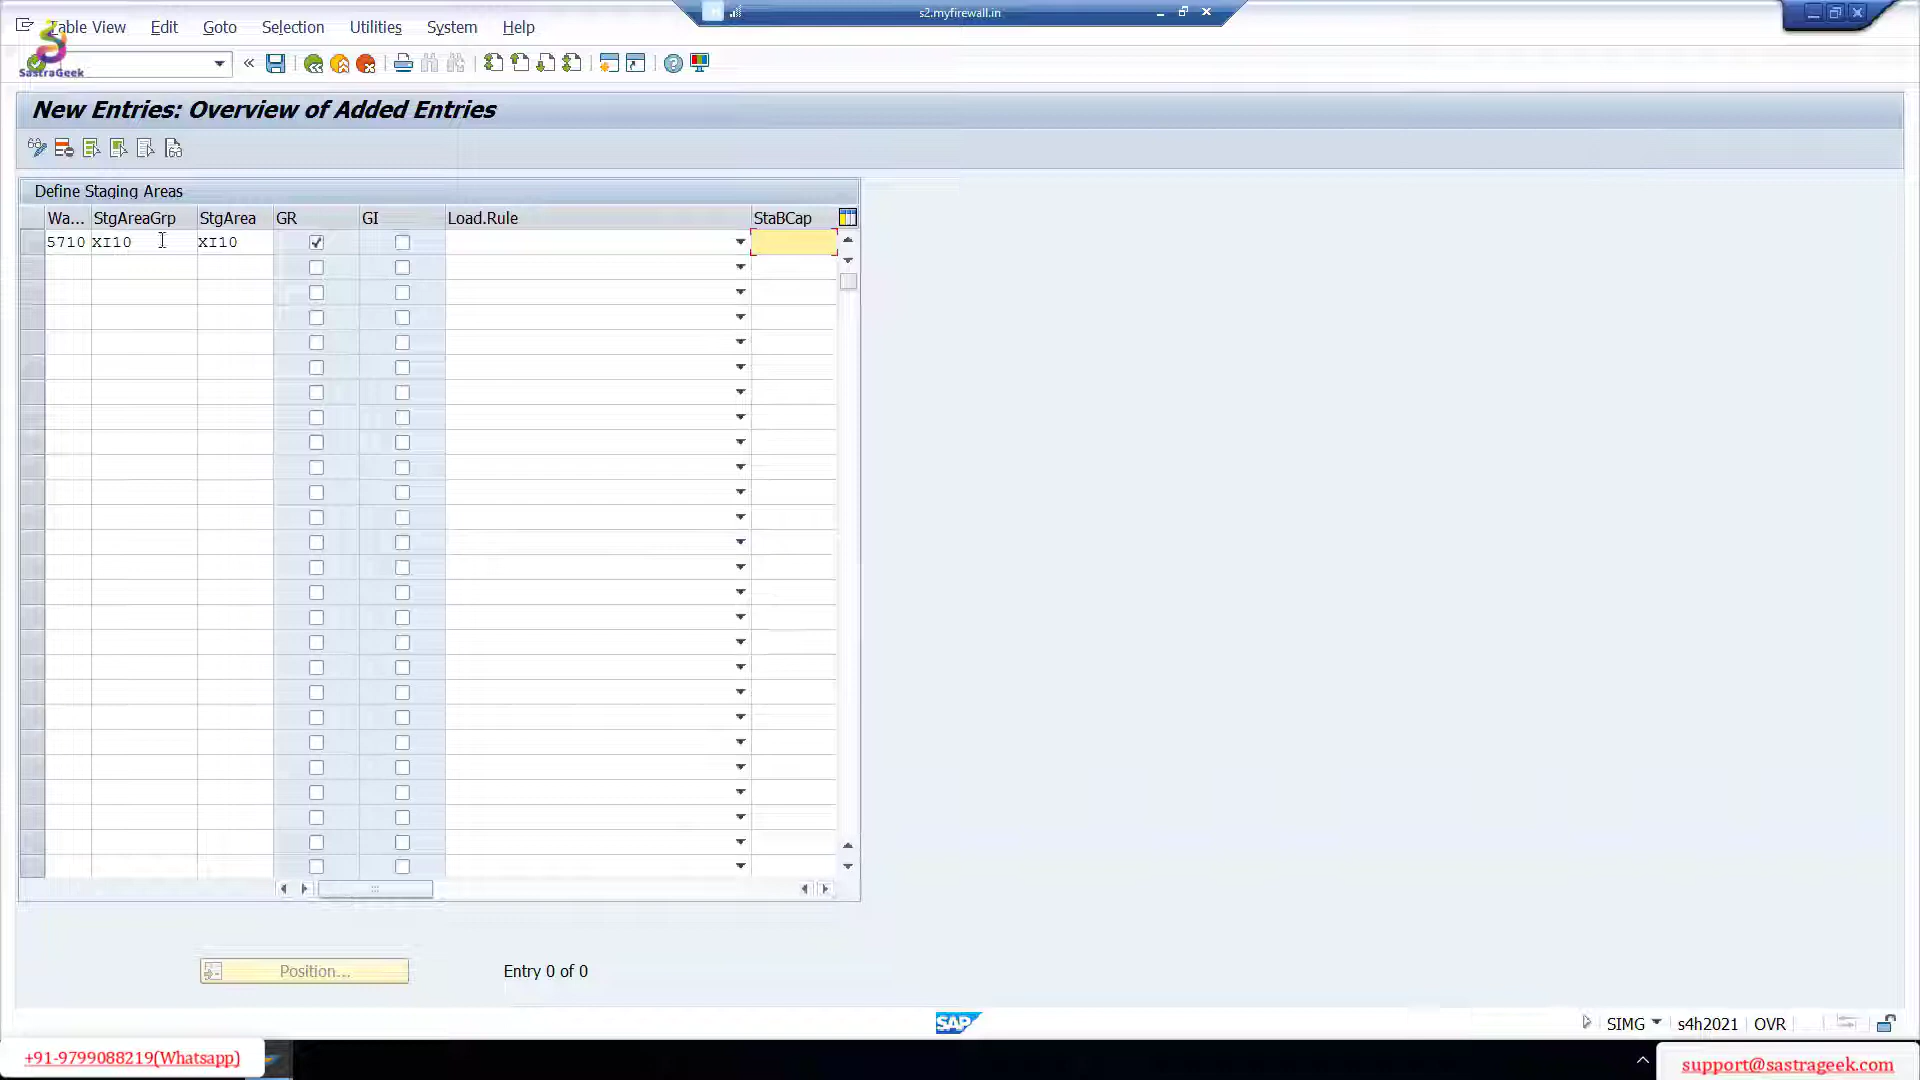 s2.myfirewall.in
Table View Edit Goto Selection Utilities System Help
SastraGeek
New Entries: Overview of Added Entries
Define Staging Areas
Wa... StgAreaGrp StgArea GR GI Load.Rule StaBCap
5710 XI10 XI10
Position...
Entry 0 of 0
SAP
SIMG s4h2021 OVR
+91-9799088219(Whatsapp)
support@sastrageek.com